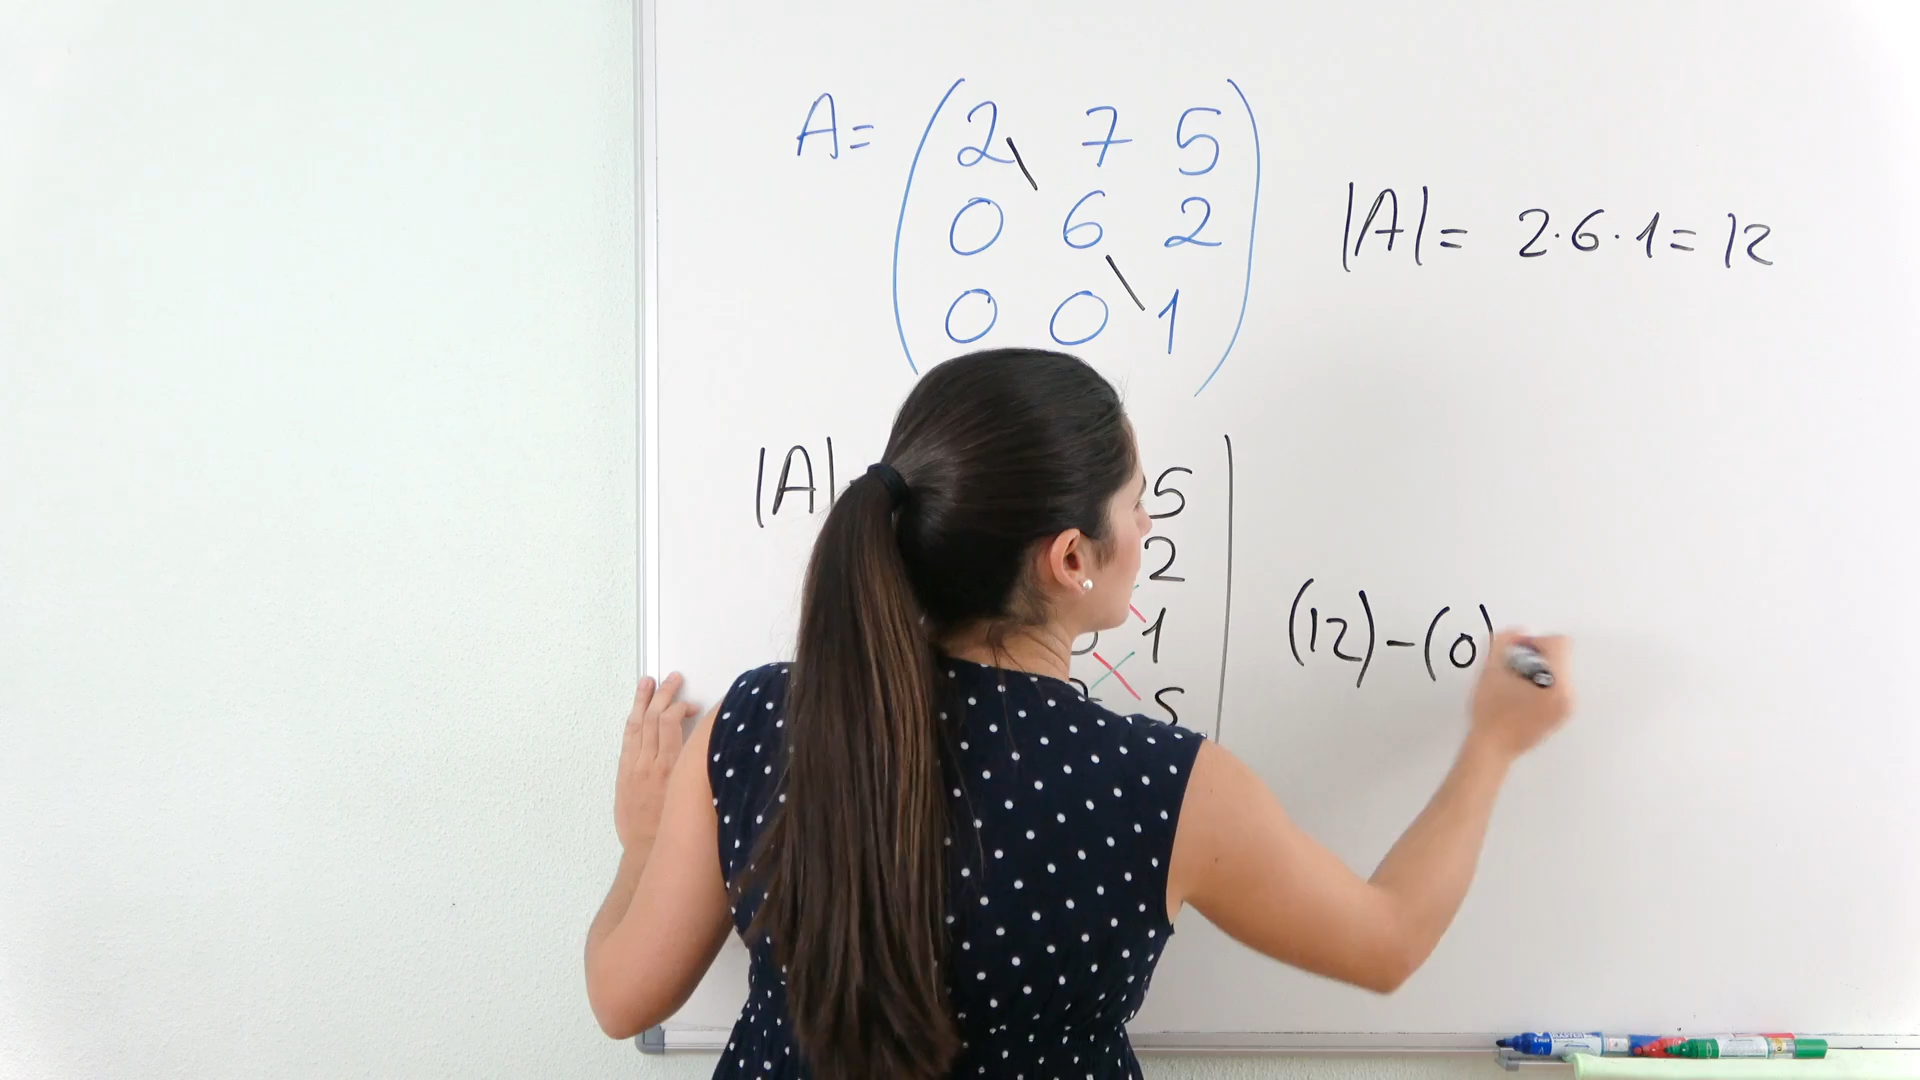 A= ( 2 7 5
0 6 2
0 0 1 )
|A|= 2·6·1=12
|A| 5 |
2
1
5
(12)-(0)